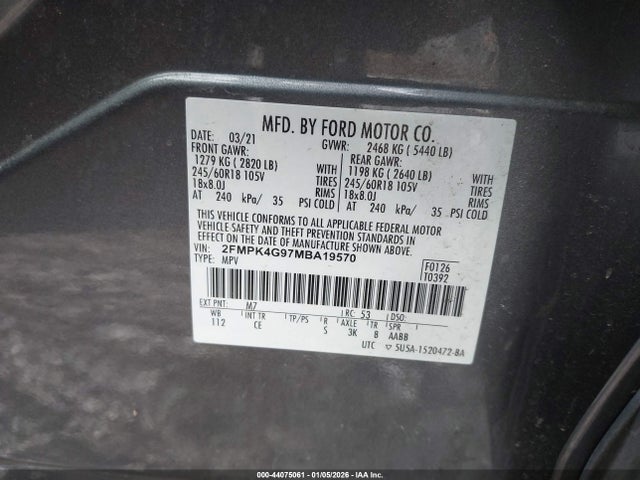 MFD. BY FORD MOTOR CO.
DATE: 03/21 GVWR: 2468 KG ( 5440 LB)
FRONT GAWR: REAR GAWR:
1279 KG ( 2820 LB) WITH 1198 KG ( 2640 LB) WITH
245/60R18 105V TIRES 245/60R18 105V TIRES
18x8.0J RIMS 18x8.0J RIMS
AT 240 kPa/ 35 PSI COLD AT 240 kPa/ 35 PSI COLD
THIS VEHICLE CONFORMS TO ALL APPLICABLE FEDERAL MOTOR
VEHICLE SAFETY AND THEFT PREVENTION STANDARDS IN
EFFECT ON THE DATE OF MANUFACTURE SHOWN ABOVE.
VIN: 2FMPK4G97MBA19570
TYPE: MPV
F0126
T0392
EXT PNT: M7 RC: 53 DSO:
WB INT TR TP/PS R AXLE TR SPR
112 CE S 3K 8 AABB
UTC ▽ 5U5A-1520472-BA
000-44075061 - 01/05/2026 - IAA Inc.